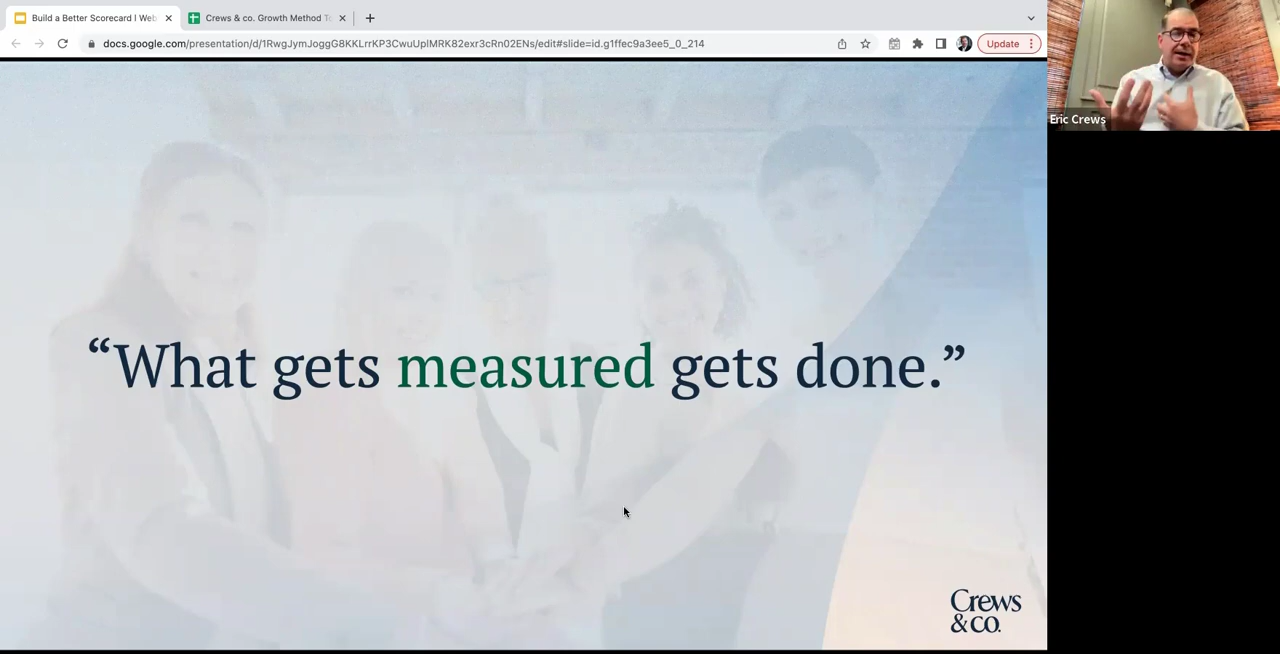 Build a Better Scorecard | Web
Crews & co. Growth Method T
docs.google.com/presentation/d/1RwgJymJoggG8KKLrrKP3CwuUplMRK82exr3cRn02ENs/edit#slide=id.g1ffec9a3ee5_0_214
Update
Eric Crews
“What gets measured gets done.”
Crews
& co.